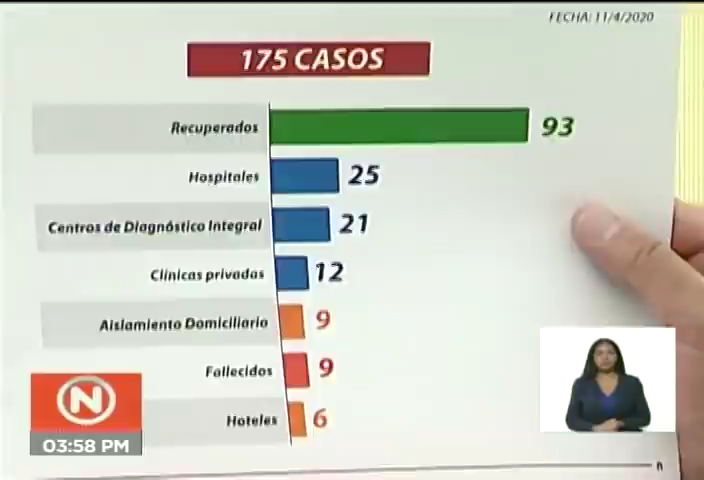 FECHA: 11/4/2020
175 CASOS
Recuperados 93
Hospitales 25
Centros de Diagnóstico Integral 21
Clínicas privadas 12
Aislamiento Domiciliario 9
Fallecidos 9
Hoteles 6
N
03:58 PM